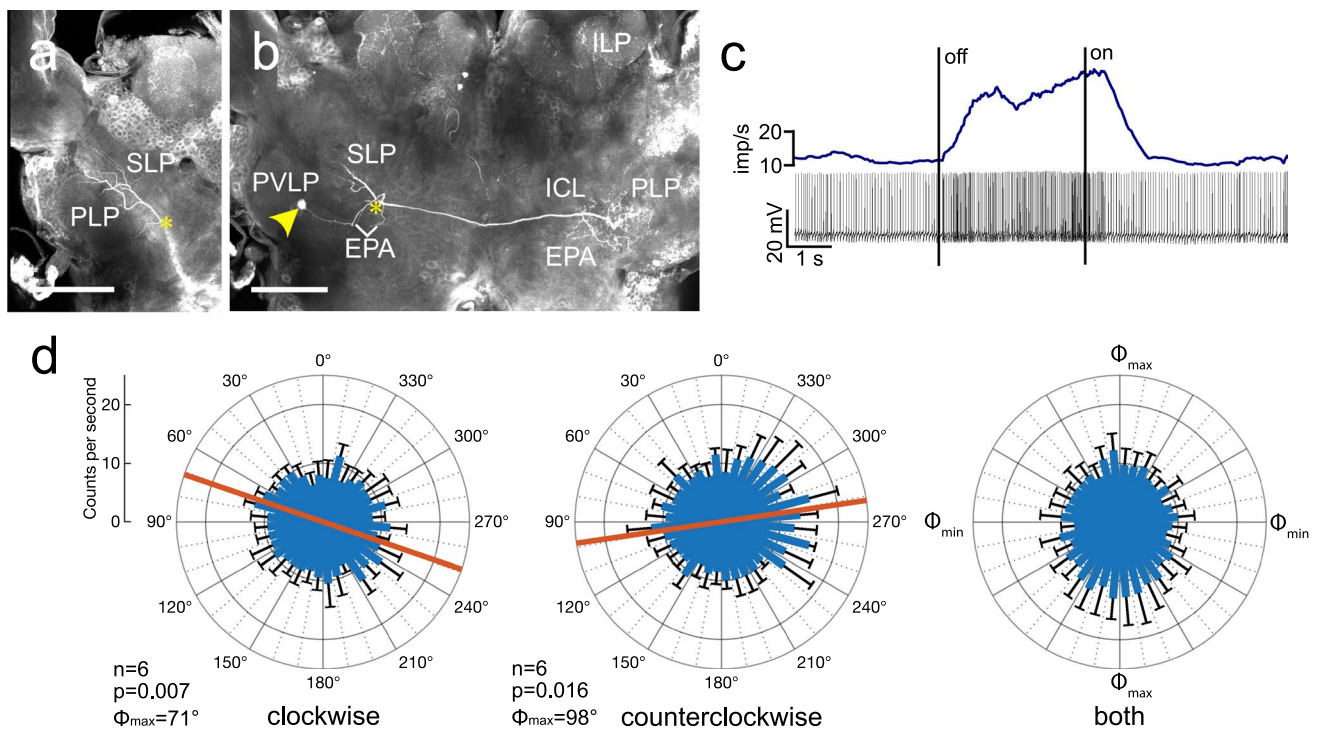 a
SLP
PLP
*
b
ILP
SLP
PVLP
*
EPA
ICL
PLP
EPA
c
off
on
imp/s
20
10
20 mV
1 s
d
Counts per second
20
10
0
0°
30°
330°
60°
300°
90°
270°
120°
240°
150°
210°
180°
n=6
p=0.007
Φmax=71°
clockwise
0°
30°
330°
60°
300°
90°
270°
120°
240°
150°
210°
180°
n=6
p=0.016
Φmax=98°
counterclockwise
Φmax
Φmin
Φmin
Φmax
both